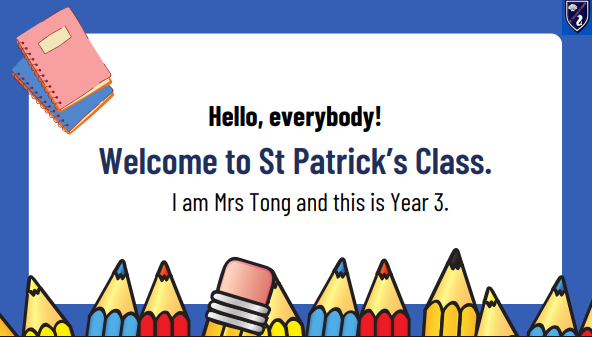 Hello, everybody!
Welcome to St Patrick's Class.
I am Mrs Tong and this is Year 3.